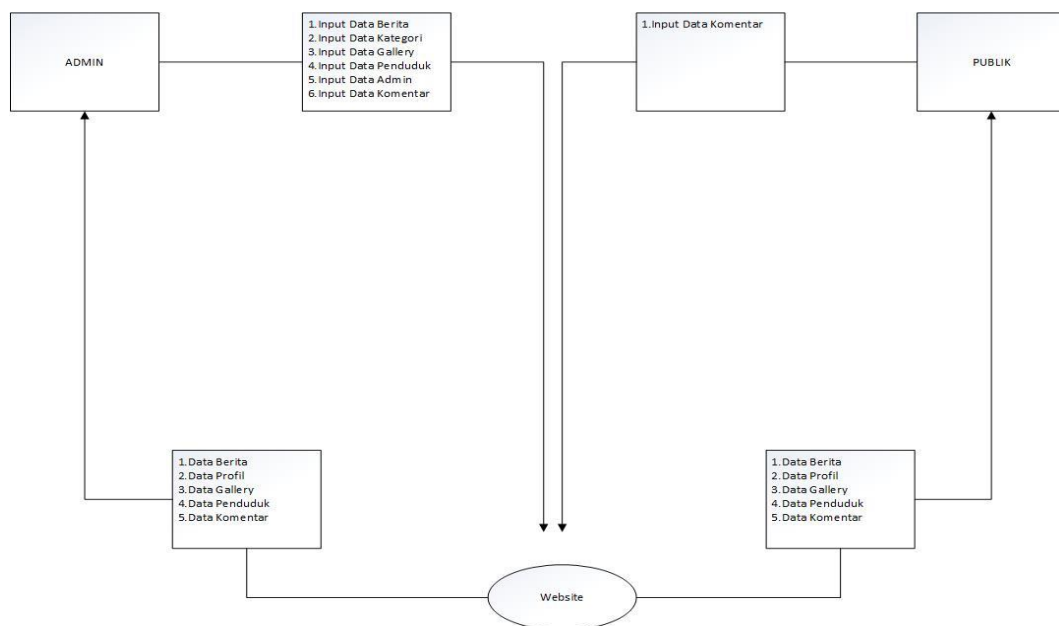 ADMIN
1.Input Data Berita
2.Input Data Kategori
3.Input Data Gallery
4.Input Data Penduduk
5.Input Data Admin
6.Input Data Komentar
1.Input Data Komentar
PUBLIK
1.Data Berita
2.Data Profil
3.Data Gallery
4.Data Penduduk
5.Data Komentar
1.Data Berita
2.Data Profil
3.Data Gallery
4.Data Penduduk
5.Data Komentar
Website